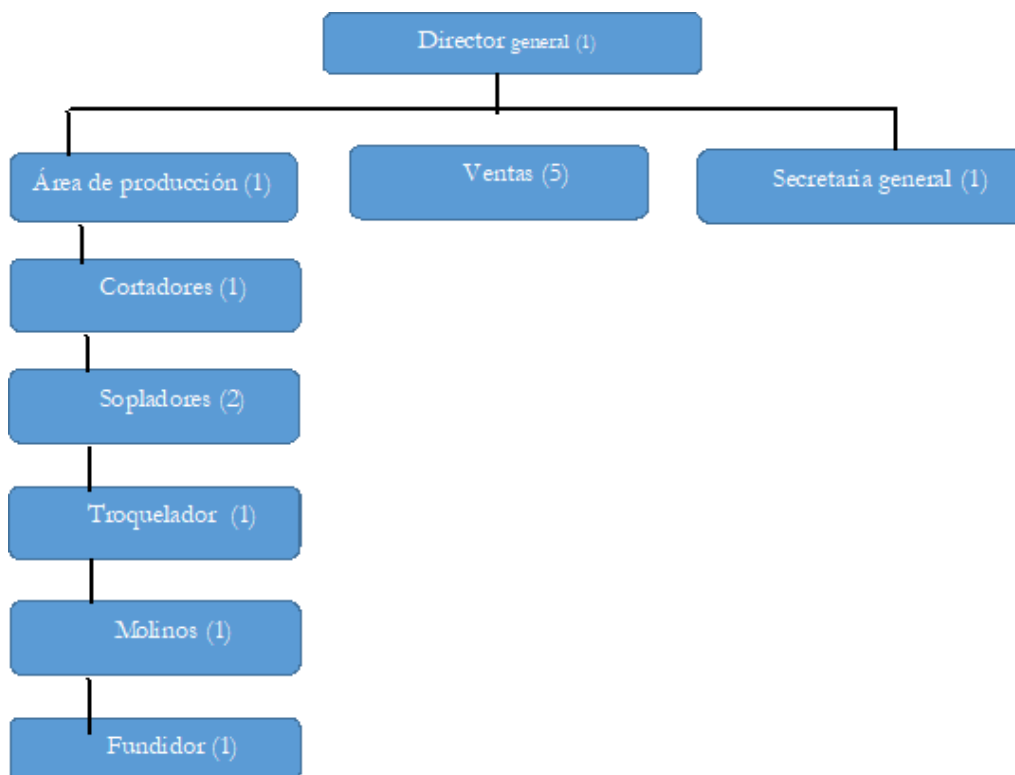 Director general (1)
Área de producción (1)
Ventas (5)
Secretaria general (1)
Cortadores (1)
Sopladores (2)
Troquelador (1)
Molinos (1)
Fundidor (1)